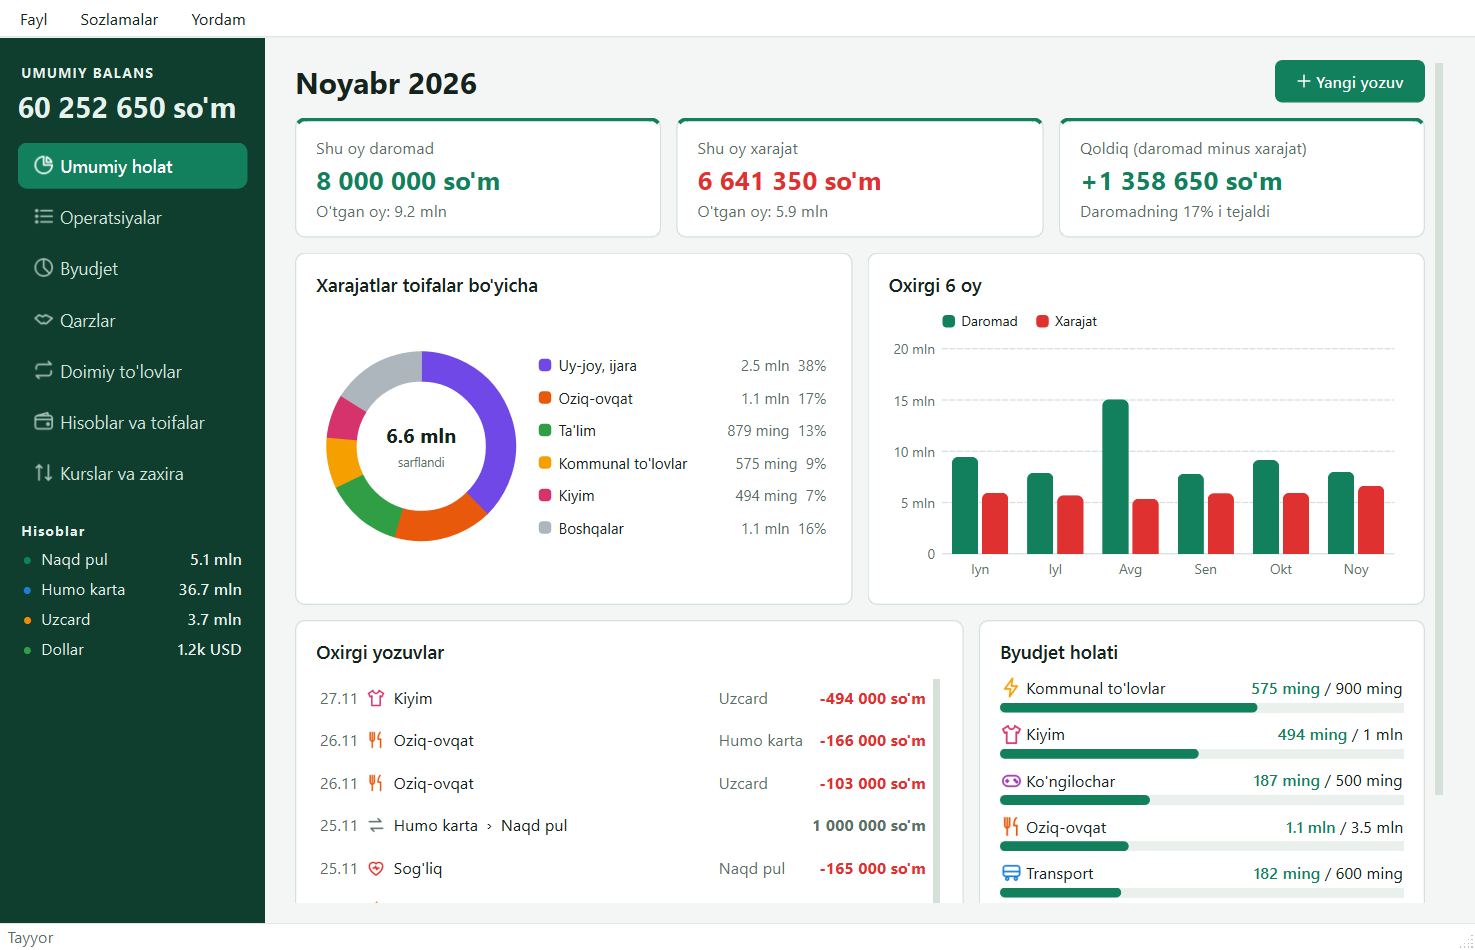 Fayl Sozlamalar Yordam
UMUMIY BALANS
60 252 650 so'm
Umumiy holat
Operatsiyalar
Byudjet
Qarzlar
Doimiy to'lovlar
Hisoblar va toifalar
Kurslar va zaxira
Hisoblar
Naqd pul 5.1 mln
Humo karta 36.7 mln
Uzcard 3.7 mln
Dollar 1.2k USD
Noyabr 2026
+ Yangi yozuv
Shu oy daromad
8 000 000 so'm
O'tgan oy: 9.2 mln
Shu oy xarajat
6 641 350 so'm
O'tgan oy: 5.9 mln
Qoldiq (daromad minus xarajat)
+1 358 650 so'm
Daromadning 17% i tejaldi
Xarajatlar toifalar bo'yicha
6.6 mln
sarflandi
Uy-joy, ijara 2.5 mln 38%
Oziq-ovqat 1.1 mln 17%
Ta'lim 879 ming 13%
Kommunal to'lovlar 575 ming 9%
Kiyim 494 ming 7%
Boshqalar 1.1 mln 16%
Oxirgi 6 oy
Daromad Xarajat
20 mln
15 mln
10 mln
5 mln
0
Iyn Iyl Avg Sen Okt Noy
Oxirgi yozuvlar
27.11 Kiyim Uzcard -494 000 so'm
26.11 Oziq-ovqat Humo karta -166 000 so'm
26.11 Oziq-ovqat Uzcard -103 000 so'm
25.11 Humo karta › Naqd pul 1 000 000 so'm
25.11 Sog'liq Naqd pul -165 000 so'm
Byudjet holati
Kommunal to'lovlar 575 ming / 900 ming
Kiyim 494 ming / 1 mln
Ko'ngilochar 187 ming / 500 ming
Oziq-ovqat 1.1 mln / 3.5 mln
Transport 182 ming / 600 ming
Tayyor